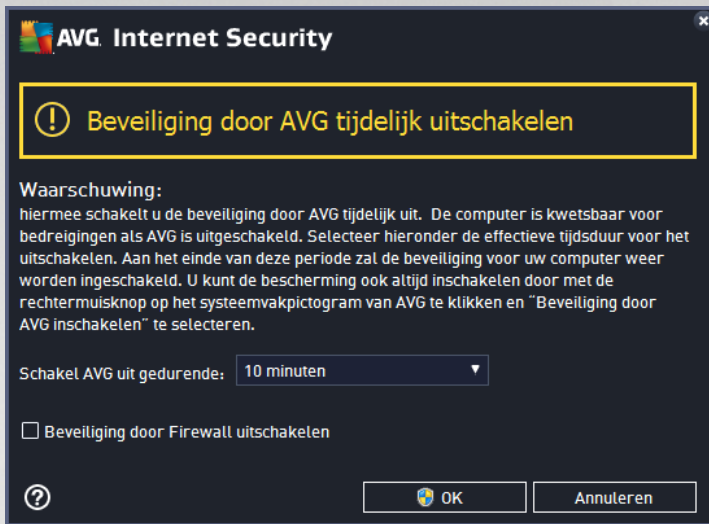 AVG Internet Security
Beveiliging door AVG tijdelijk uitschakelen
Waarschuwing:
hiermee schakelt u de beveiliging door AVG tijdelijk uit. De computer is kwetsbaar voor
bedreigingen als AVG is uitgeschakeld. Selecteer hieronder de effectieve tijdsduur voor het
uitschakelen. Aan het einde van deze periode zal de beveiliging voor uw computer weer
worden ingeschakeld. U kunt de bescherming ook altijd inschakelen door met de
rechtermuisknop op het systeemvakpictogram van AVG te klikken en "Beveiliging door
AVG inschakelen" te selecteren.
Schakel AVG uit gedurende: 10 minuten
Beveiliging door Firewall uitschakelen
OK Annuleren